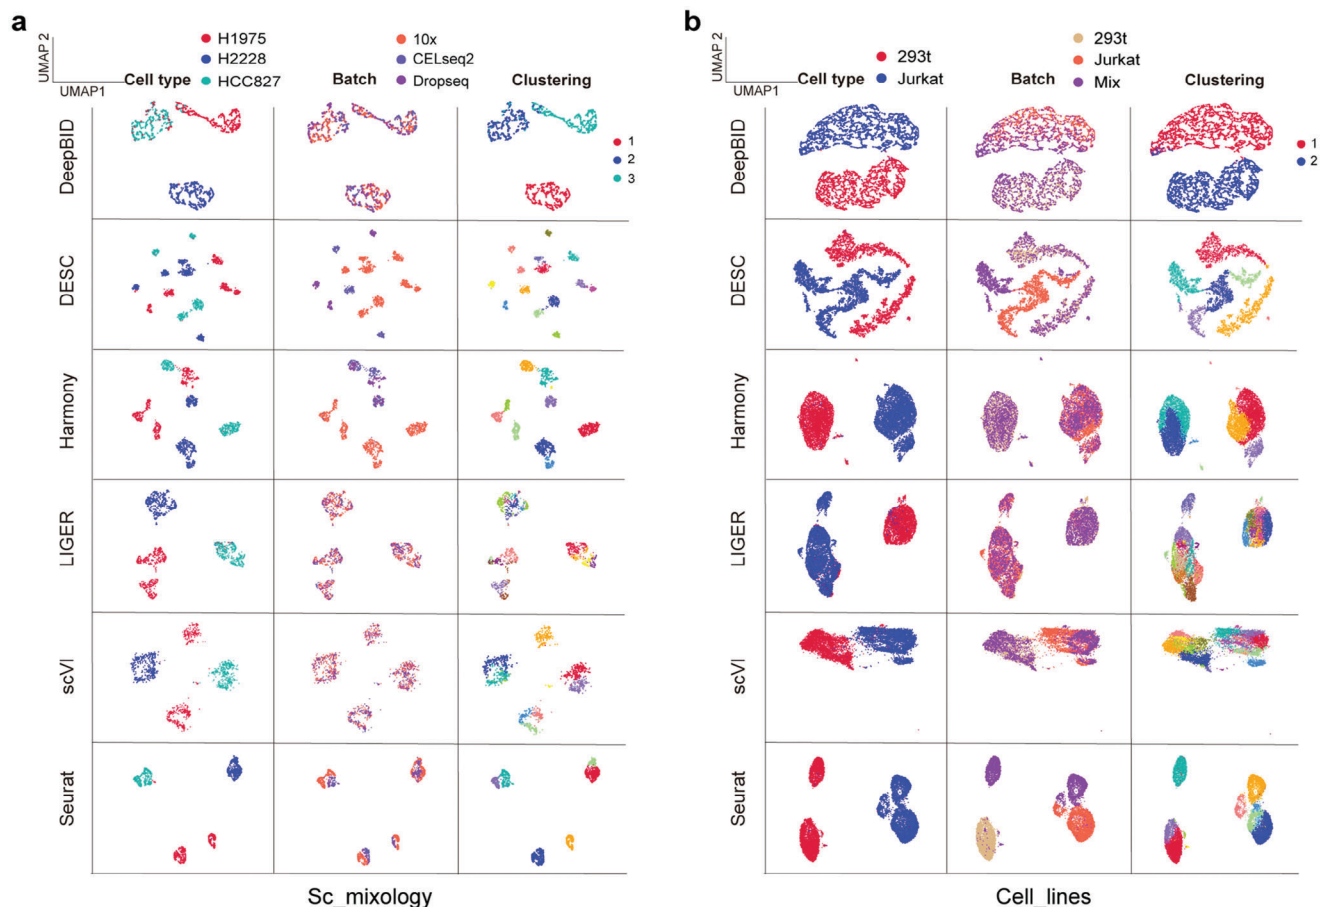 a
UMAP 2
UMAP1
H1975
H2228
HCC827
10x
CELseq2
Dropseq
Cell type
Batch
Clustering
1
2
3
DeepBID
DESC
Harmony
LIGER
scVI
Seurat
Sc_mixology
b
UMAP 2
UMAP1
293t
Jurkat
293t
Jurkat
Mix
Cell type
Batch
Clustering
1
2
DeepBID
DESC
Harmony
LIGER
scVI
Seurat
Cell_lines